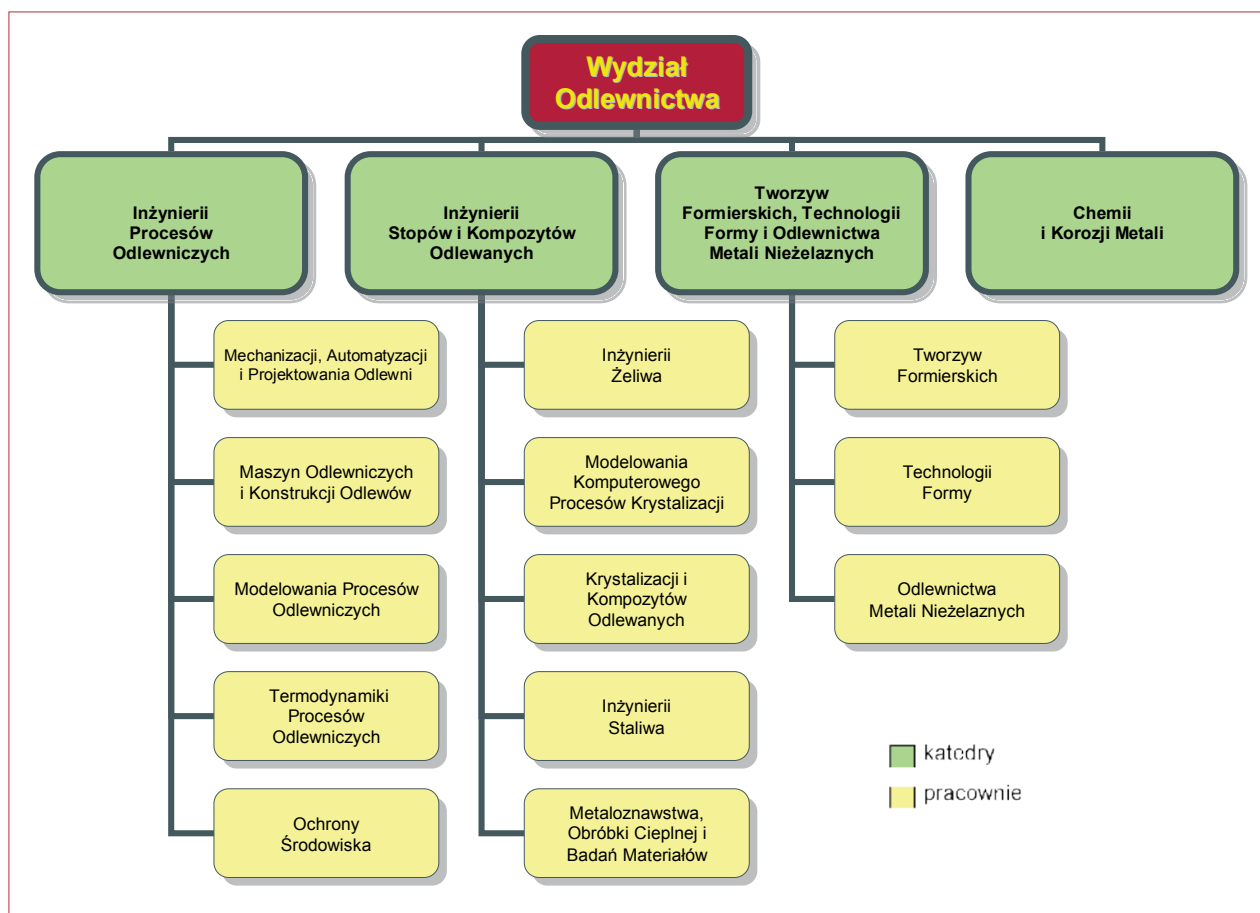 Wydział
Odlewnictwa
Inżynierii
Procesów
Odlewniczych
Inżynierii
Stopów i Kompozytów
Odlewanych
Tworzyw
Formierskich, Technologii
Formy i Odlewnictwa
Metali Nieżelaznych
Chemii
i Korozji Metali
Mechanizacji, Automatyzacji
i Projektowania Odlewni
Maszyn Odlewniczych
i Konstrukcji Odlewów
Modelowania Procesów
Odlewniczych
Termodynamiki
Procesów
Odlewniczych
Ochrony
Środowiska
Inżynierii
Żeliwa
Modelowania
Komputerowego
Procesów Krystalizacji
Krystalizacji i
Kompozytów
Odlewanych
Inżynierii
Staliwa
Metaloznawstwa,
Obróbki Cieplnej i
Badań Materiałów
Tworzyw
Formierskich
Technologii
Formy
Odlewnictwa
Metali Nieżelaznych
katedry
pracownie